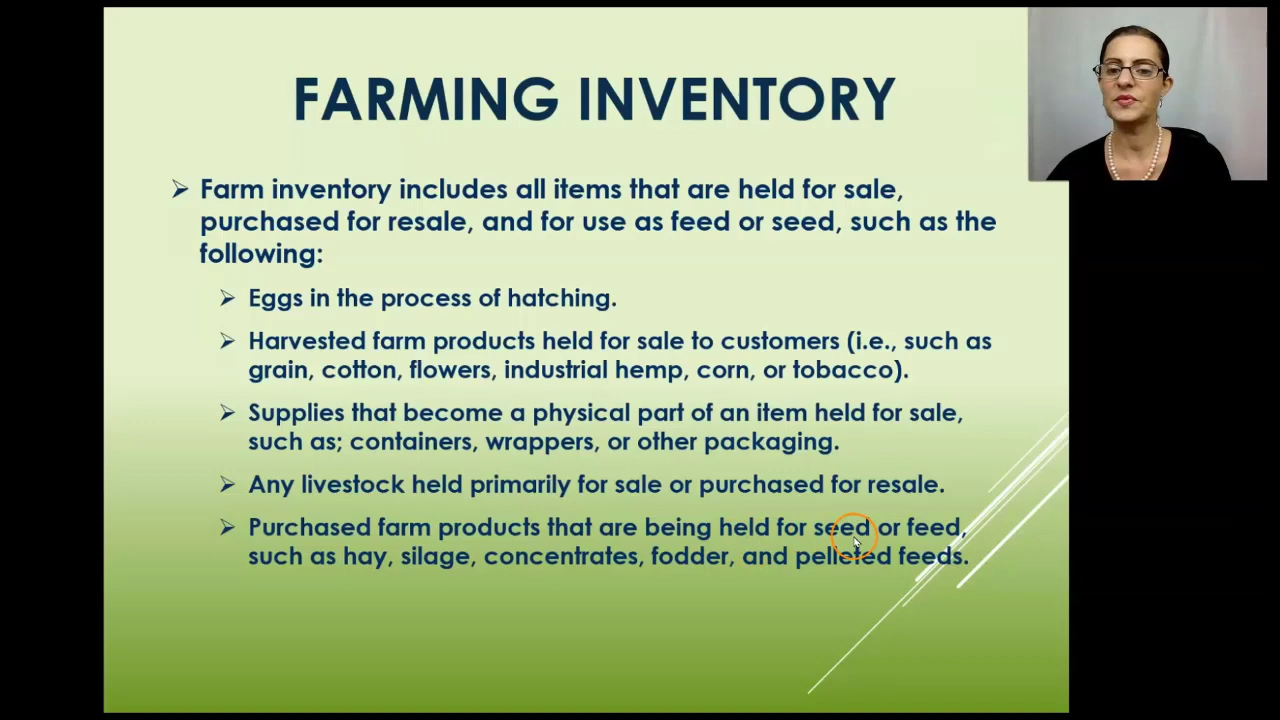 FARMING INVENTORY
Farm inventory includes all items that are held for sale,
purchased for resale, and for use as feed or seed, such as the
following:
Eggs in the process of hatching.
Harvested farm products held for sale to customers (i.e., such as
grain, cotton, flowers, industrial hemp, corn, or tobacco).
Supplies that become a physical part of an item held for sale,
such as; containers, wrappers, or other packaging.
Any livestock held primarily for sale or purchased for resale.
Purchased farm products that are being held for seed or feed,
such as hay, silage, concentrates, fodder, and pelleted feeds.